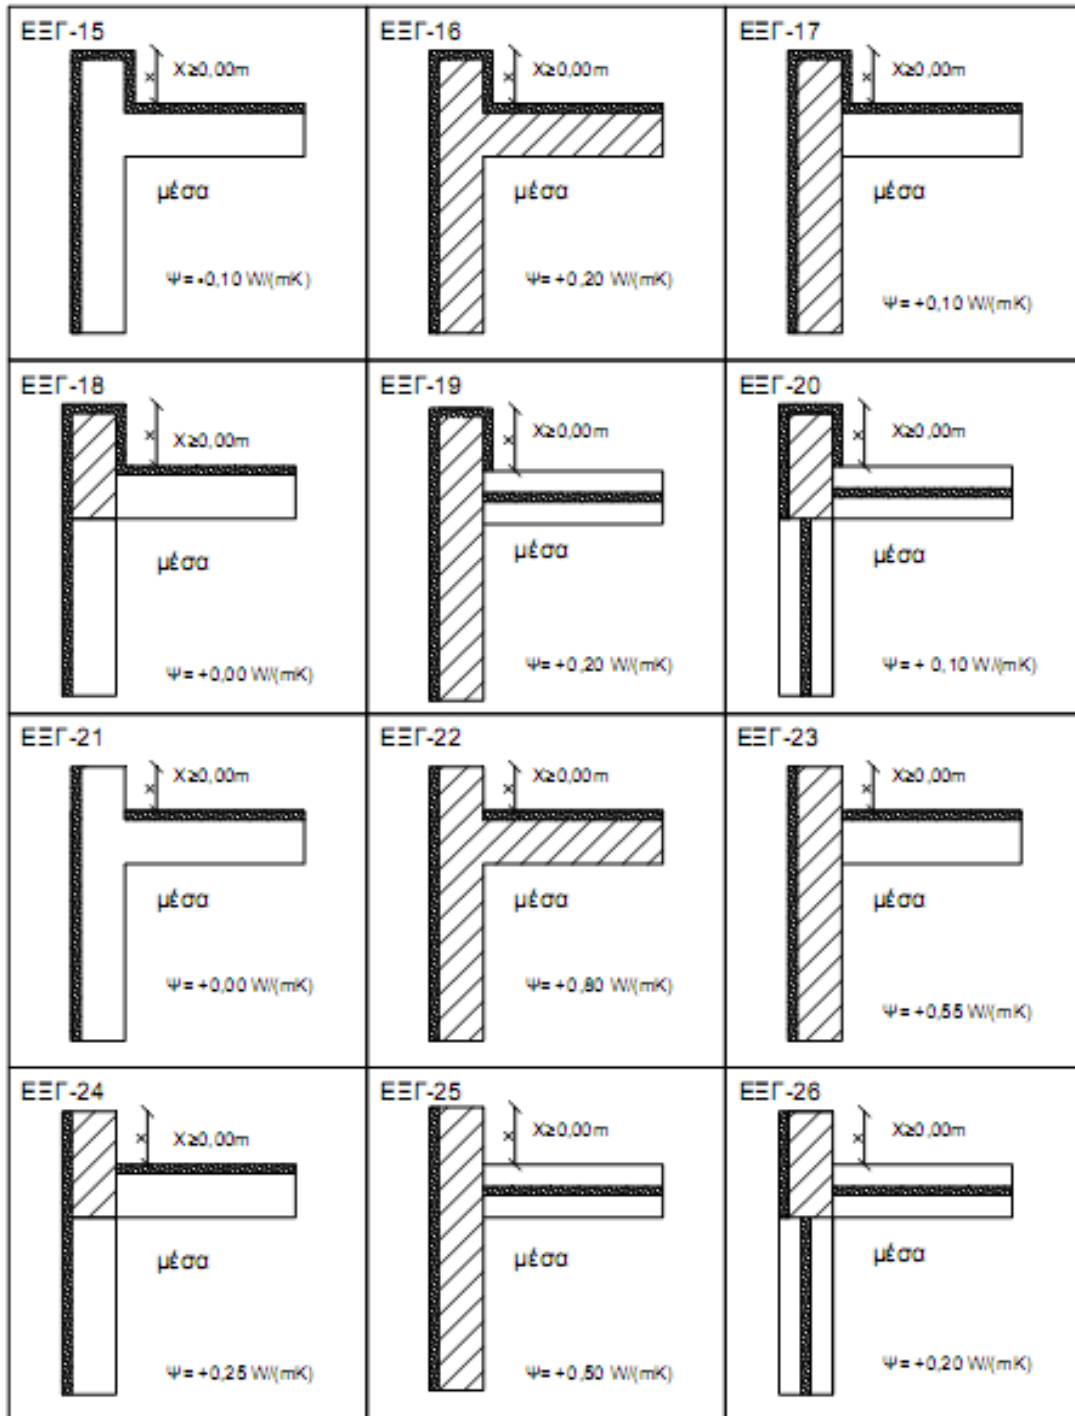 ΕΞΓ-15
x
X≥0,00m
μέσα
Ψ= -0,10 W/(mK)
ΕΞΓ-16
x
X≥0,00m
μέσα
Ψ= +0,20 W/(mK)
ΕΞΓ-17
x
X≥0,00m
μέσα
Ψ= +0,10 W/(mK)
ΕΞΓ-18
x
X≥0,00m
μέσα
Ψ= +0,00 W/(mK)
ΕΞΓ-19
x
X≥0,00m
μέσα
Ψ= +0,20 W/(mK)
ΕΞΓ-20
x
X≥0,00m
μέσα
Ψ= + 0,10 W/(mK)
ΕΞΓ-21
x
X≥0,00m
μέσα
Ψ= +0,00 W/(mK)
ΕΞΓ-22
x
X≥0,00m
μέσα
Ψ= +0,80 W/(mK)
ΕΞΓ-23
x
X≥0,00m
μέσα
Ψ= +0,55 W/(mK)
ΕΞΓ-24
x
X≥0,00m
μέσα
Ψ= +0,25 W/(mK)
ΕΞΓ-25
x
X≥0,00m
μέσα
Ψ= +0,50 W/(mK)
ΕΞΓ-26
x
X≥0,00m
μέσα
Ψ= +0,20 W/(mK)